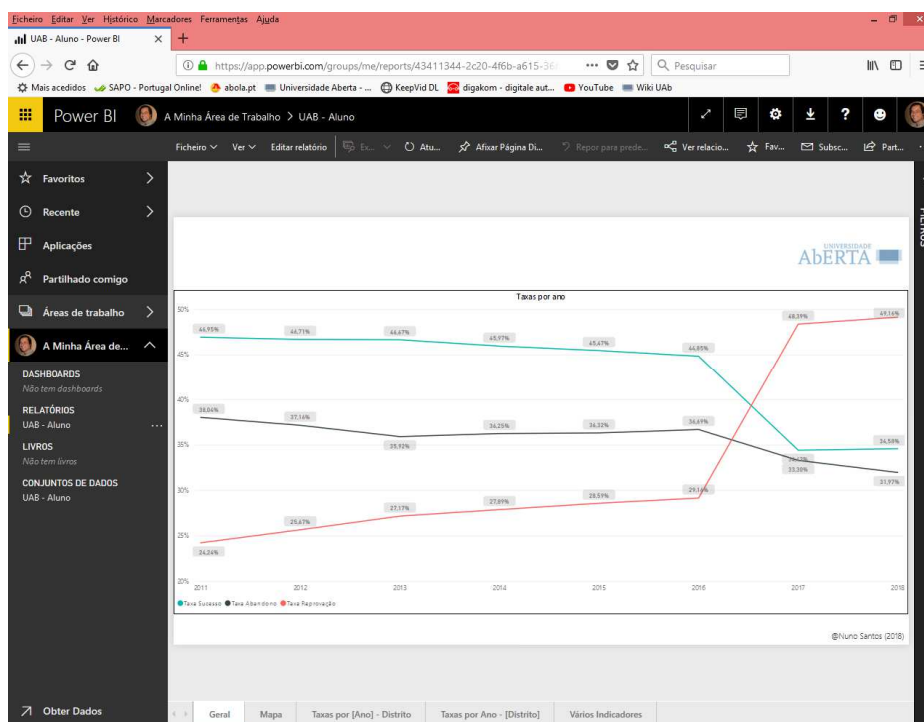 Ficheiro Editar Ver Histórico Marcadores Ferramentas Ajuda
UAB - Aluno - Power BI
https://app.powerbi.com/groups/me/reports/43411344-2c20-4f6b-a615-36
Pesquisar
Mais acedidos SAPO - Portugal Online! abola.pt Universidade Aberta - ... KeepVid DL digakom - digitale aut... YouTube Wiki UAb
Power BI A Minha Área de Trabalho > UAB - Aluno
Ficheiro Ver Editar relatório Ex... Atu... Afixar Página Di... Repor para prede... Ver relacio... Fav... Subsc... Part...
Favoritos
Recente
Aplicações
Partilhado comigo
Áreas de trabalho
A Minha Área de...
DASHBOARDS
Não tem dashboards
RELATÓRIOS
UAB - Aluno
LIVROS
Não tem livros
CONJUNTOS DE DADOS
UAB - Aluno
Obter Dados
UNIVERSIDADE
AbERTA
Taxas por ano
50%
45%
40%
35%
30%
25%
20%
46,95% 46,71% 46,67% 45,97% 45,47% 44,85% 48,39% 49,16%
38,04% 37,16% 35,92% 36,25% 36,32% 36,69% 33,30% 31,97%
34,58%
24,24% 25,67% 27,17% 27,89% 28,59% 29,16%
2011 2012 2013 2014 2015 2016 2017 2018
Taxa Sucesso Taxa Abandono Taxa Reprovação
@Nuno Santos (2018)
Geral Mapa Taxas por [Ano] - Distrito Taxas por Ano - [Distrito] Vários Indicadores